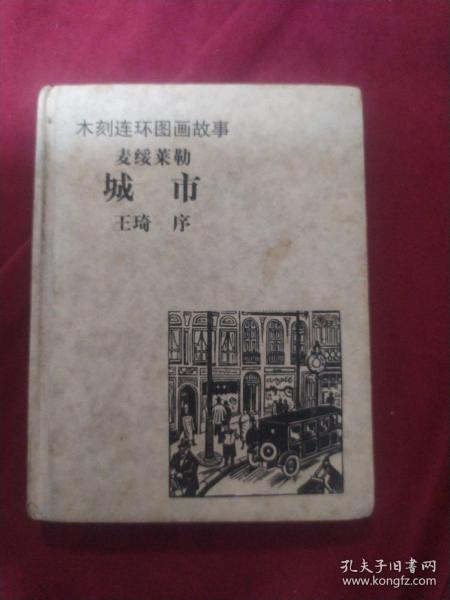 木刻连环图画故事
麦绥莱勒
城 市
王琦 序
孔夫子旧书网
www.kongfz.com